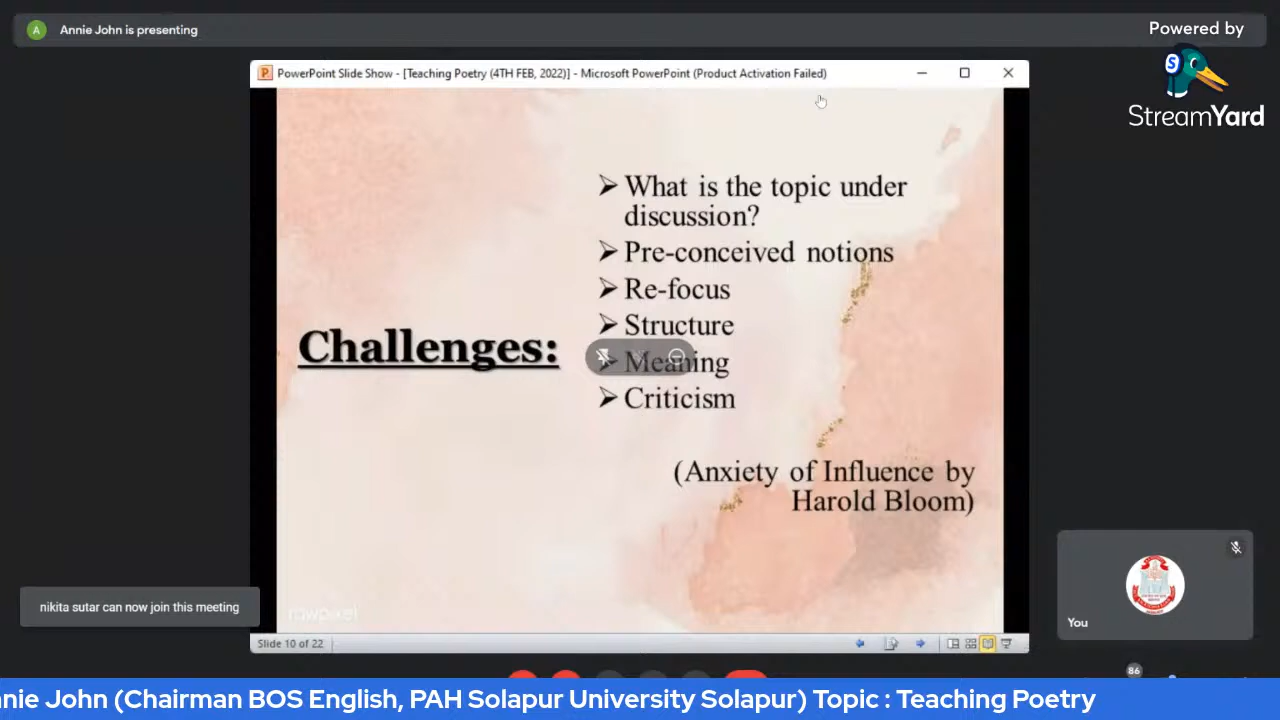 A
Annie John is presenting
Powered by
StreamYard
PowerPoint Slide Show - [Teaching Poetry (4TH FEB, 2022)] - Microsoft PowerPoint (Product Activation Failed)
What is the topic under
discussion?
Pre-conceived notions
Re-focus
Structure
Challenges:
Meaning
Criticism
(Anxiety of Influence by
Harold Bloom)
rawpixel
nikita sutar can now join this meeting
You
Slide 10 of 22
86
nnie John (Chairman BOS English, PAH Solapur University Solapur) Topic : Teaching Poetry